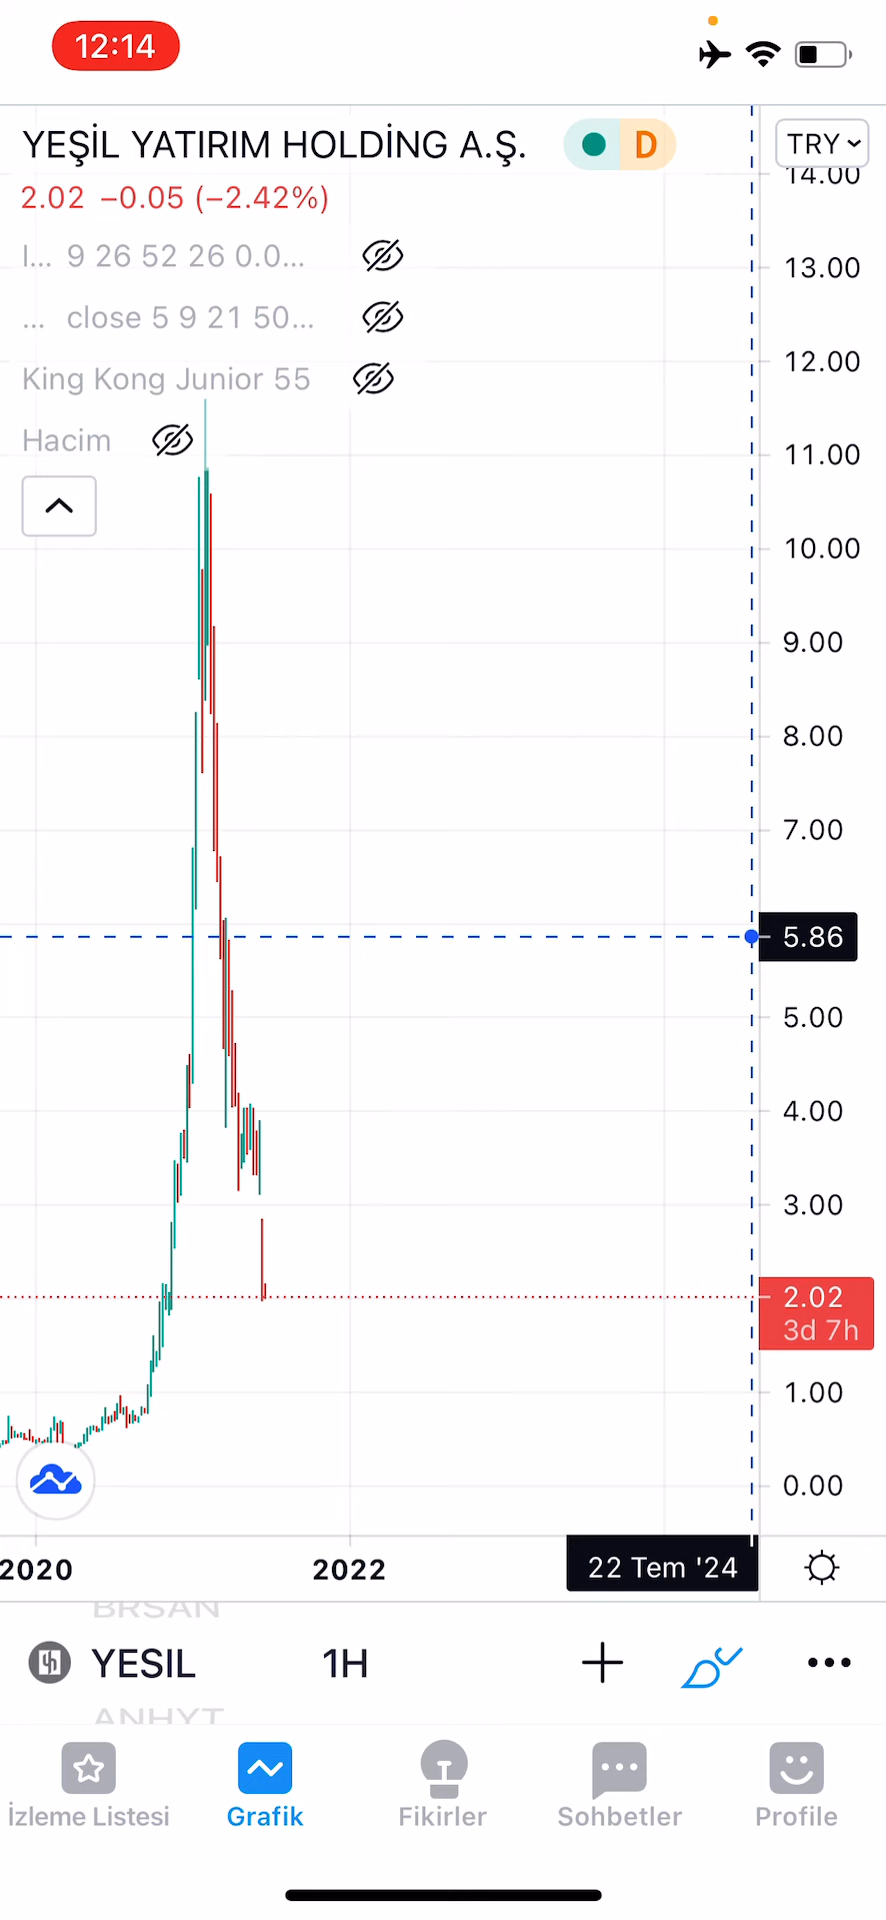 12:14
YEŞİL YATIRIM HOLDİNG A.Ş.
D
TRY
2.02 −0.05 (−2.42%)
14.00
I... 9 26 52 26 0.0...
13.00
... close 5 9 21 50...
12.00
King Kong Junior 55
Hacim
11.00
10.00
9.00
8.00
7.00
5.86
5.00
4.00
3.00
2.02
3d 7h
1.00
0.00
2020
2022
22 Tem '24
BRSAN
YESIL
1H
ANHYT
İzleme Listesi
Grafik
Fikirler
Sohbetler
Profile